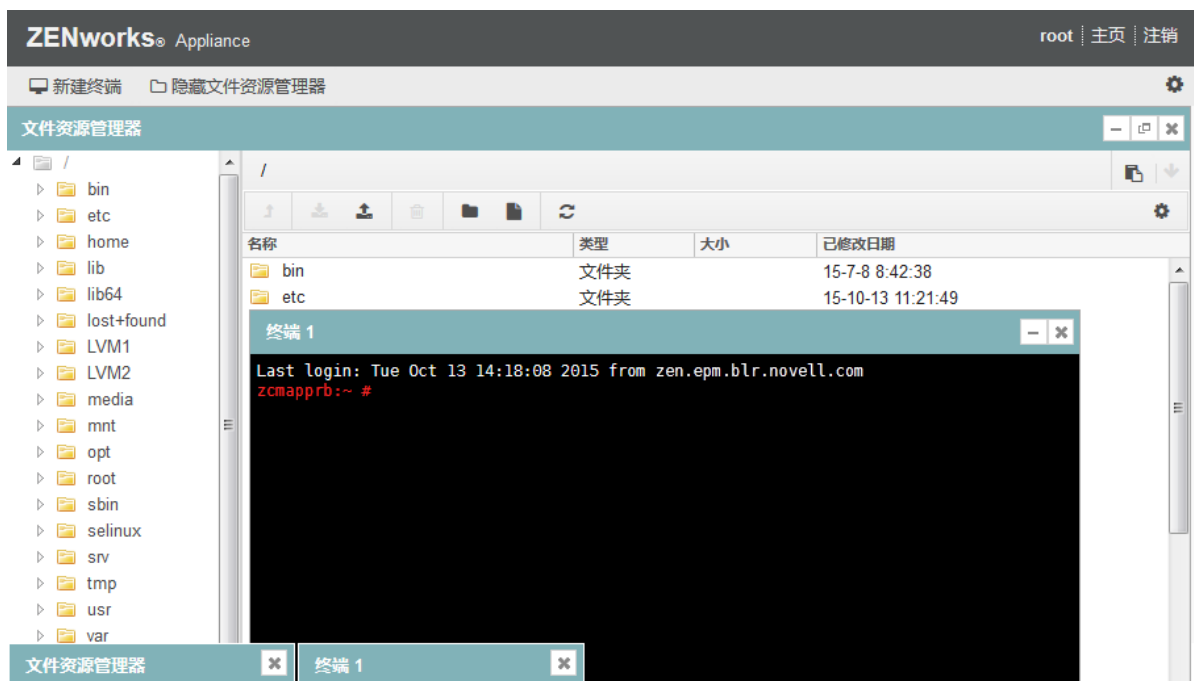 ZENworks® Appliance
root 主页 注销
新建终端 隐藏文件资源管理器
文件资源管理器
/
bin
etc
home
lib
lib64
lost+found
LVM1
LVM2
media
mnt
opt
root
sbin
selinux
srv
tmp
usr
var
/
名称 类型 大小 已修改日期
bin 文件夹 15-7-8 8:42:38
etc 文件夹 15-10-13 11:21:49
终端 1
Last login: Tue Oct 13 14:18:08 2015 from zen.epm.blr.novell.com
zcmapprb:~ #
文件资源管理器 终端 1